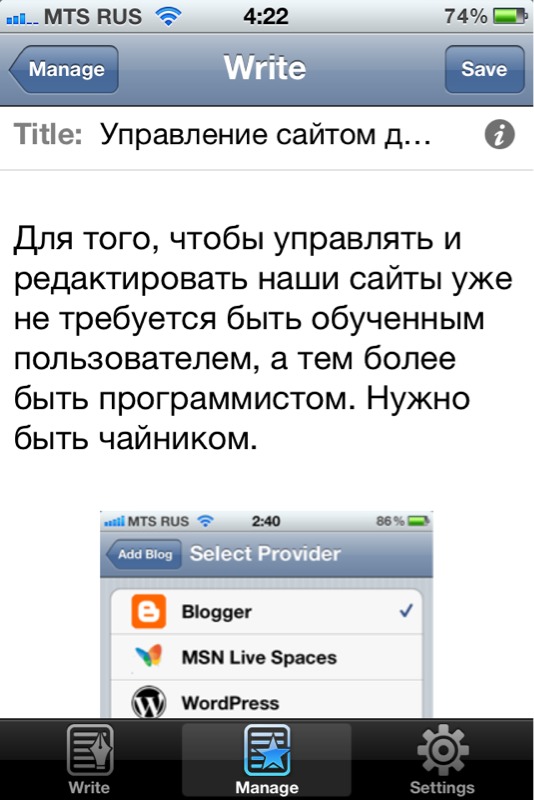 MTS RUS 4:22 74%
Manage Write Save
Title: Управление сайтом д...
Для того, чтобы управлять и
редактировать наши сайты уже
не требуется быть обученным
пользователем, а тем более
быть программистом. Нужно
быть чайником.
MTS RUS 2:40 86%
Add Blog Select Provider
Blogger
MSN Live Spaces
WordPress
Write Manage Settings